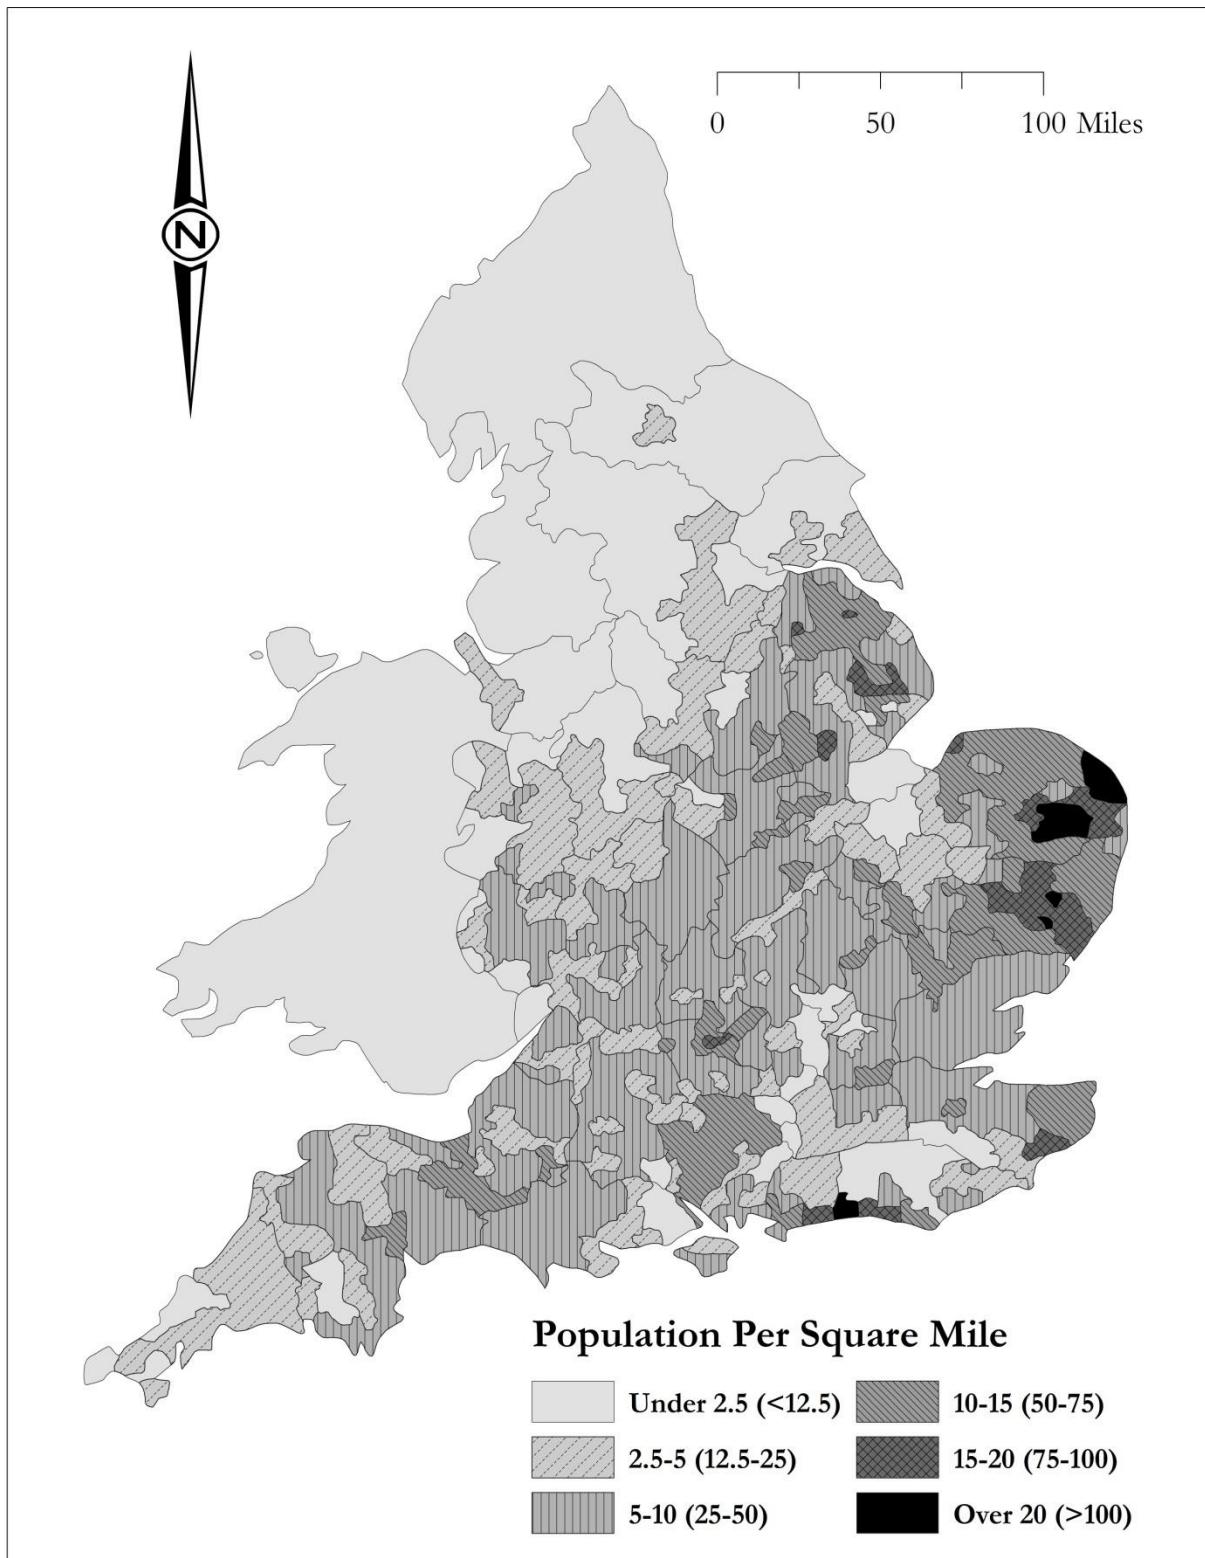 0 50 100 Miles
N
Population Per Square Mile
Under 2.5 (<12.5)
2.5-5 (12.5-25)
5-10 (25-50)
10-15 (50-75)
15-20 (75-100)
Over 20 (>100)